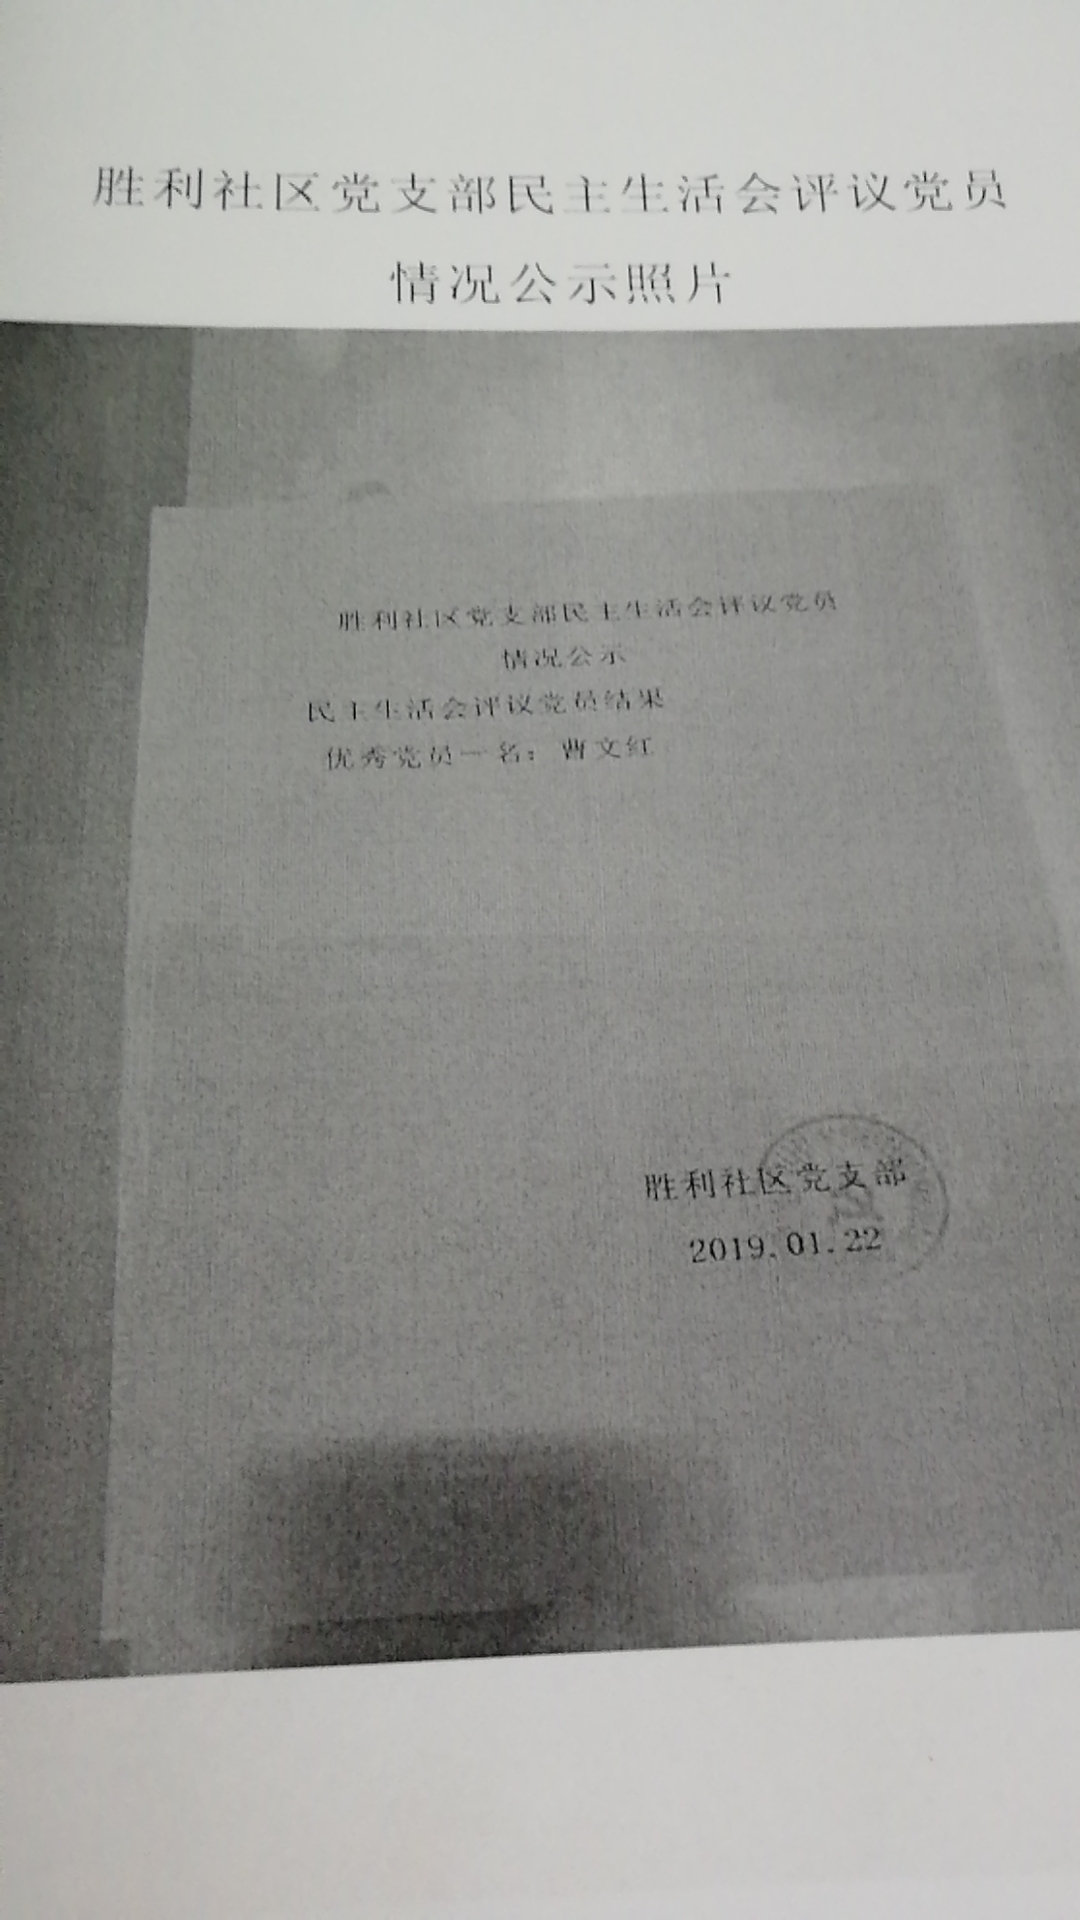 胜利社区党支部民主生活会评议党员
情况公示照片
胜利社区党支部民主生活会评议党员
情况公示
民主生活会评议党员结果
优秀党员一名：曹文红
胜利社区党支部
2019.01.22